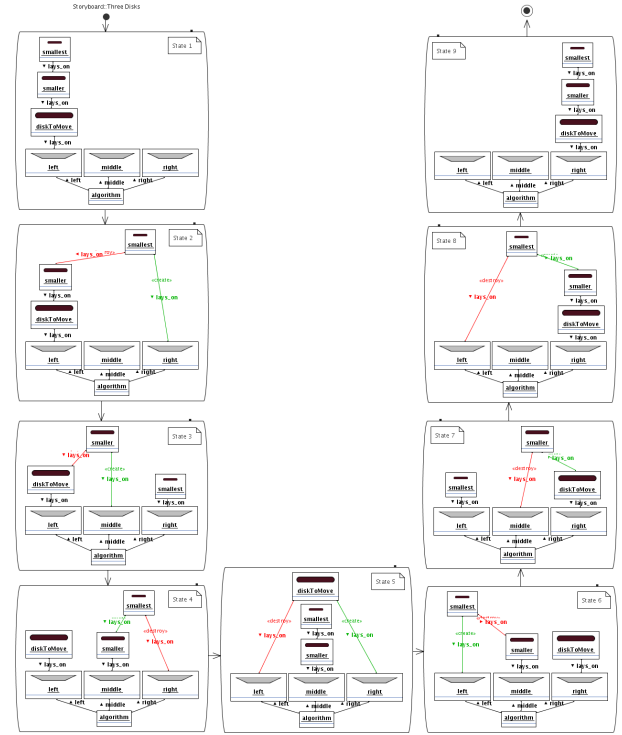 Storyboard: Three Disks
State 1
smallest
▼ lays_on
smaller
▼ lays_on
diskToMove
▼ lays_on
left middle right
▲ left ▲ middle ▲ right
algorithm
State 2
smallest
◄ lays_on
«create»
▼ lays_on
smaller
▼ lays_on
diskToMove
▼ lays_on
left middle right
▲ left ▲ middle ▲ right
algorithm
State 3
smaller
▼ lays_on
«create»
▼ lays_on
diskToMove
smallest
▼ lays_on ▼ lays_on
left middle right
▲ left ▲ middle ▲ right
algorithm
State 4
smallest
▼ lays_on
«destroy»
▼ lays_on
diskToMove smaller
▼ lays_on ▼ lays_on
left middle right
▲ left ▲ middle ▲ right
algorithm
State 5
diskToMove
smallest
«destroy» «create»
▼ lays_on ▼ lays_on ▼ lays_on
smaller
▼ lays_on
left middle right
▲ left ▲ middle ▲ right
algorithm
State 6
smallest
▼ lays_on
«create»
▼ lays_on
smaller diskToMove
▼ lays_on ▼ lays_on
left middle right
▲ left ▲ middle ▲ right
algorithm
State 7
smaller
lays_on
«destroy»
▼ lays_on
smallest diskToMove
▼ lays_on ▼ lays_on
left middle right
▲ left ▲ middle ▲ right
algorithm
State 8
smallest
lays_on
«destroy»
▼ lays_on
smaller
▼ lays_on
diskToMove
▼ lays_on
left middle right
▲ left ▲ middle ▲ right
algorithm
State 9
smallest
▼ lays_on
smaller
▼ lays_on
diskToMove
▼ lays_on
left middle right
▲ left ▲ middle ▲ right
algorithm